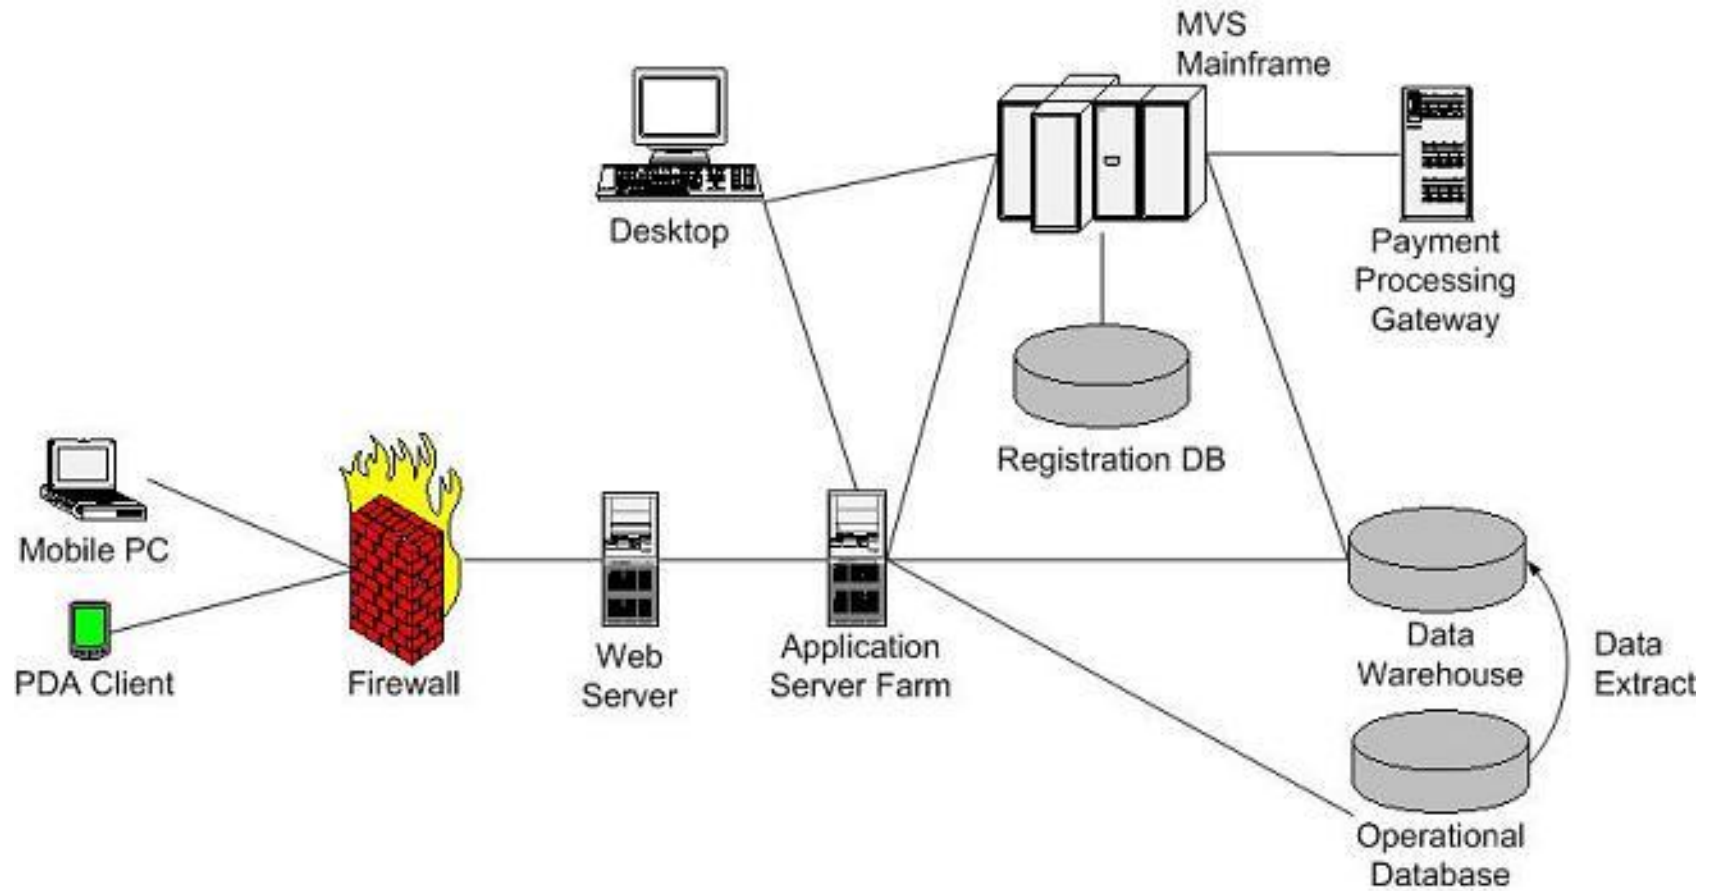 MVS
Mainframe
Desktop
Payment
Processing
Gateway
Registration DB
Mobile PC
PDA Client
Firewall
Web
Server
Application
Server Farm
Data
Warehouse
Data
Extract
Operational
Database